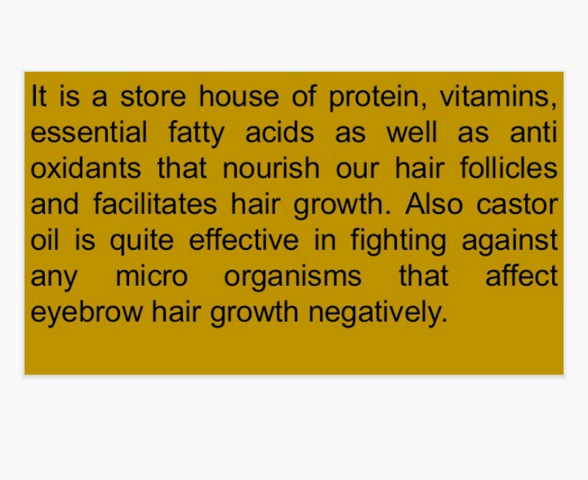 It is a store house of protein, vitamins,
essential fatty acids as well as anti
oxidants that nourish our hair follicles
and facilitates hair growth. Also castor
oil is quite effective in fighting against
any micro organisms that affect
eyebrow hair growth negatively.